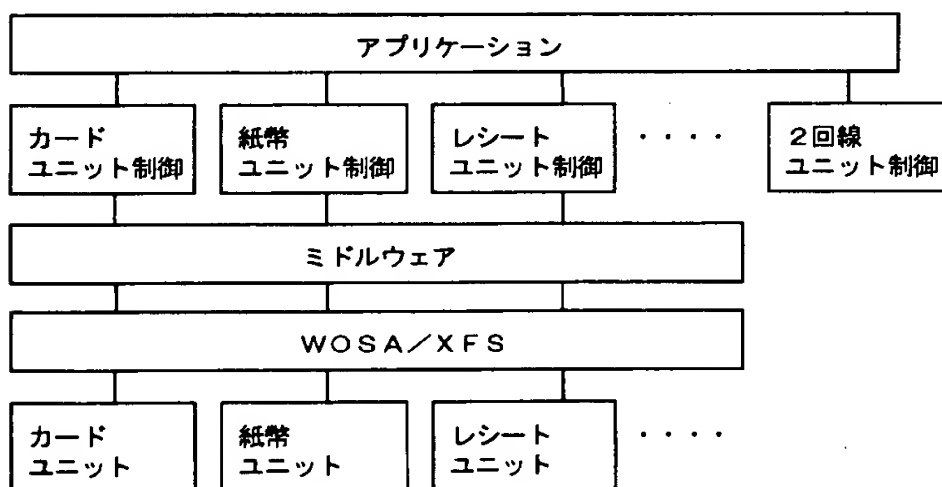 アプリケーション
カード
ユニット制御
紙幣
ユニット制御
レシート
ユニット制御
・・・・
2回線
ユニット制御
ミドルウェア
WOSA/XFS
カード
ユニット
紙幣
ユニット
レシート
ユニット
・・・・